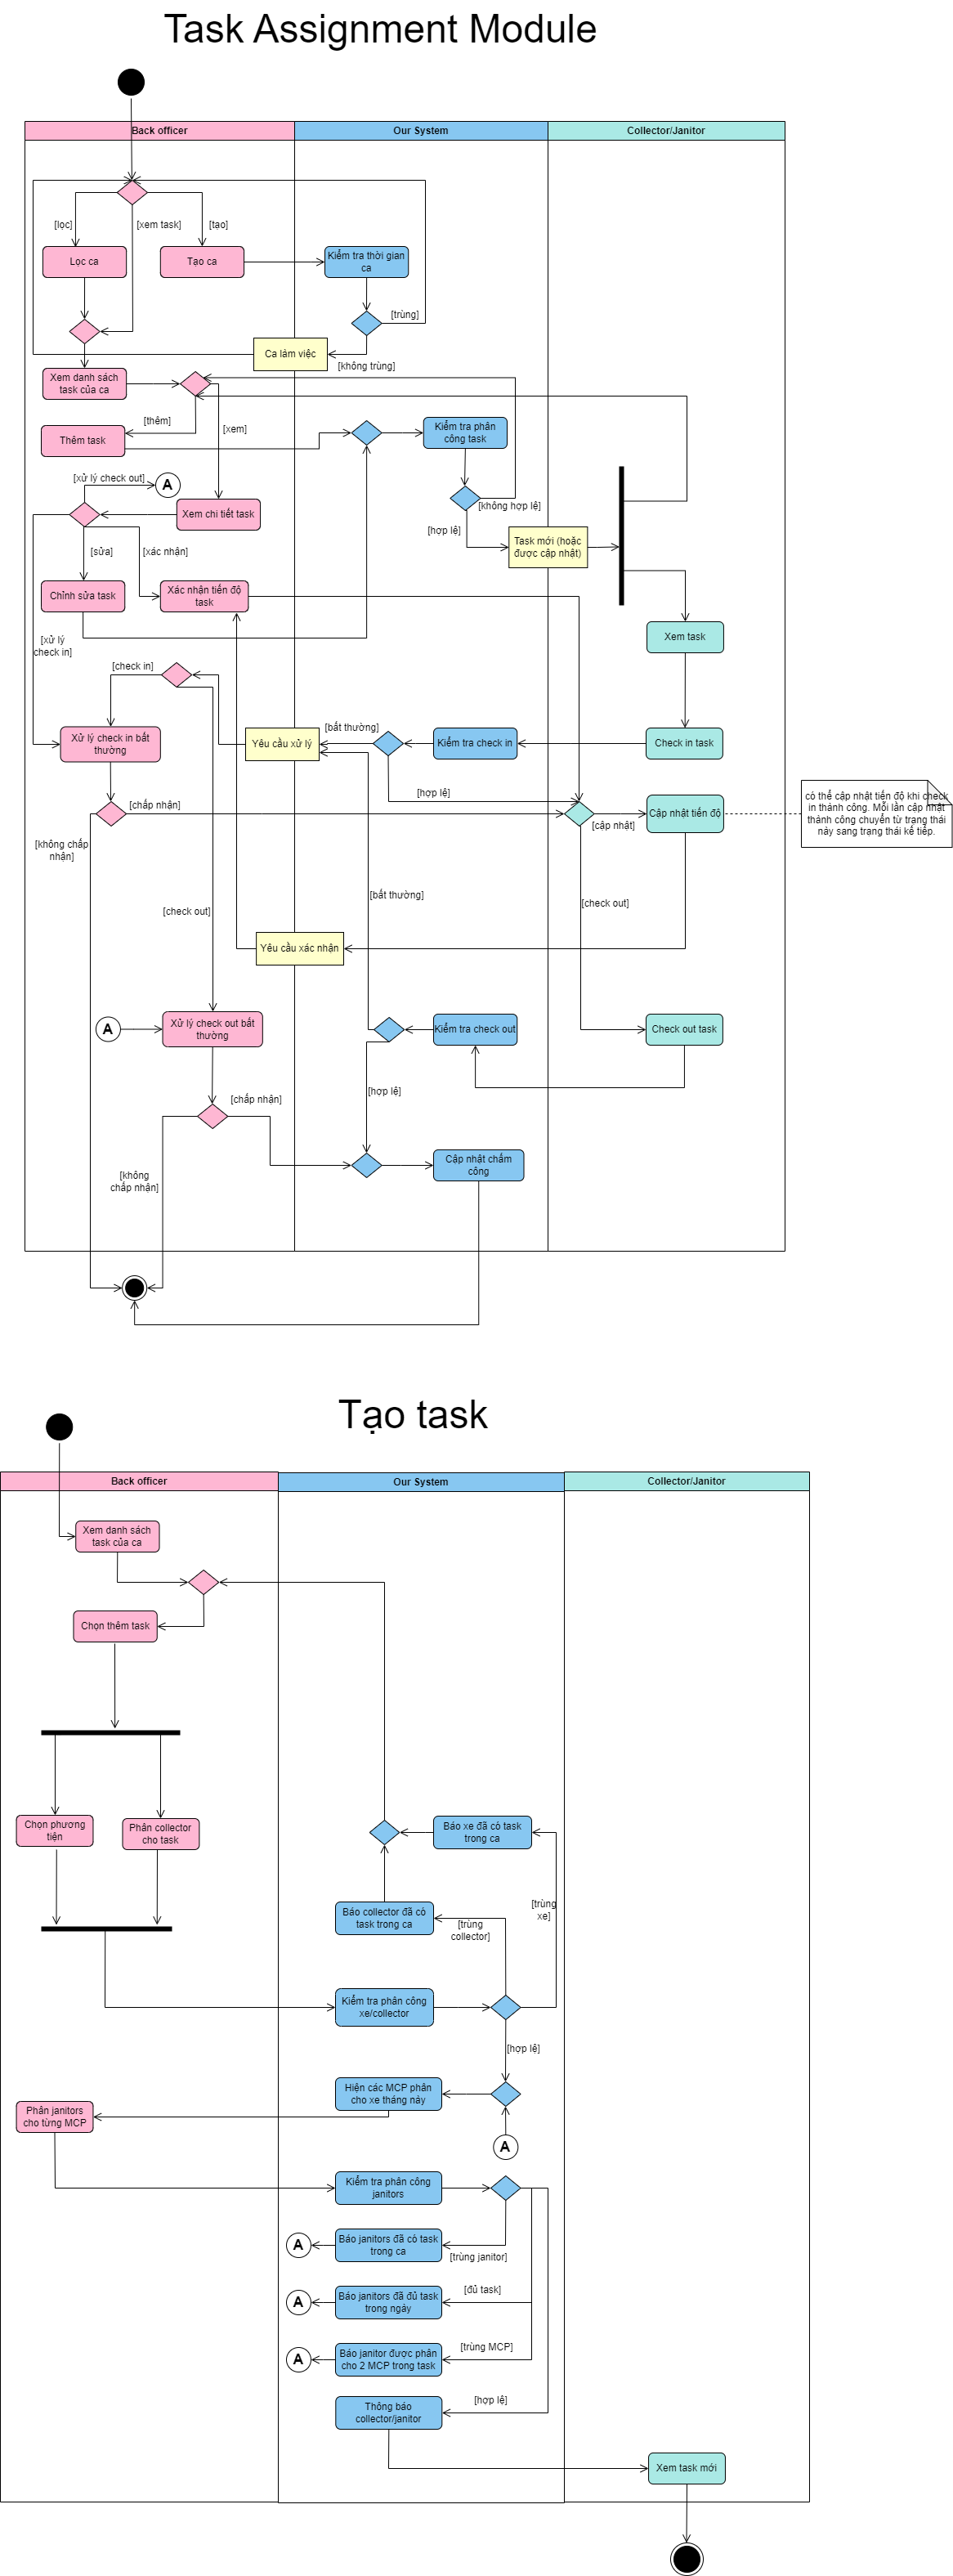 Task Assignment Module
Back officer
Our System
Collector/Janitor
[lọc]
[xem task]
[tạo]
Lọc ca
Tạo ca
Kiểm tra thời gian
ca
[trùng]
Ca làm việc
[không trùng]
Xem danh sách
task của ca
[thêm]
[xem]
Thêm task
Kiểm tra phân
công task
[xử lý check out]
A
Xem chi tiết task
[không hợp lệ]
[hợp lệ]
Task mới (hoặc
được cập nhật)
[sửa]
[xác nhận]
Chỉnh sửa task
Xác nhận tiến độ
task
[xử lý
check in]
Xem task
[check in]
Xử lý check in bất
thường
Yêu cầu xử lý
[bất thường]
Kiểm tra check in
Check in task
[hợp lệ]
[chấp nhận]
[cập nhật]
Cập nhật tiến độ
có thể cập nhật tiến độ khi check
in thành công. Mỗi lần cập nhật
thành công chuyển từ trạng thái
này sang trạng thái kế tiếp.
[không chấp
nhận]
[bất thường]
[check out]
[check out]
Yêu cầu xác nhận
A
Xử lý check out bất
thường
Kiểm tra check out
Check out task
[chấp nhận]
[hợp lệ]
[không
chấp nhận]
Cập nhật chấm
công
Tạo task
Back officer
Our System
Collector/Janitor
Xem danh sách
task của ca
Chọn thêm task
Chọn phương
tiện
Phân collector
cho task
Báo xe đã có task
trong ca
[trùng
xe]
Báo collector đã có
task trong ca
[trùng
collector]
Kiểm tra phân công
xe/collector
[hợp lệ]
Hiện các MCP phân
cho xe tháng này
Phân janitors
cho từng MCP
A
Kiểm tra phân công
janitors
A
Báo janitors đã có task
trong ca
[trùng janitor]
A
Báo janitors đã đủ task
trong ngày
[đủ task]
A
Báo janitor được phân
cho 2 MCP trong task
[trùng MCP]
Thông báo
collector/janitor
[hợp lệ]
Xem task mới